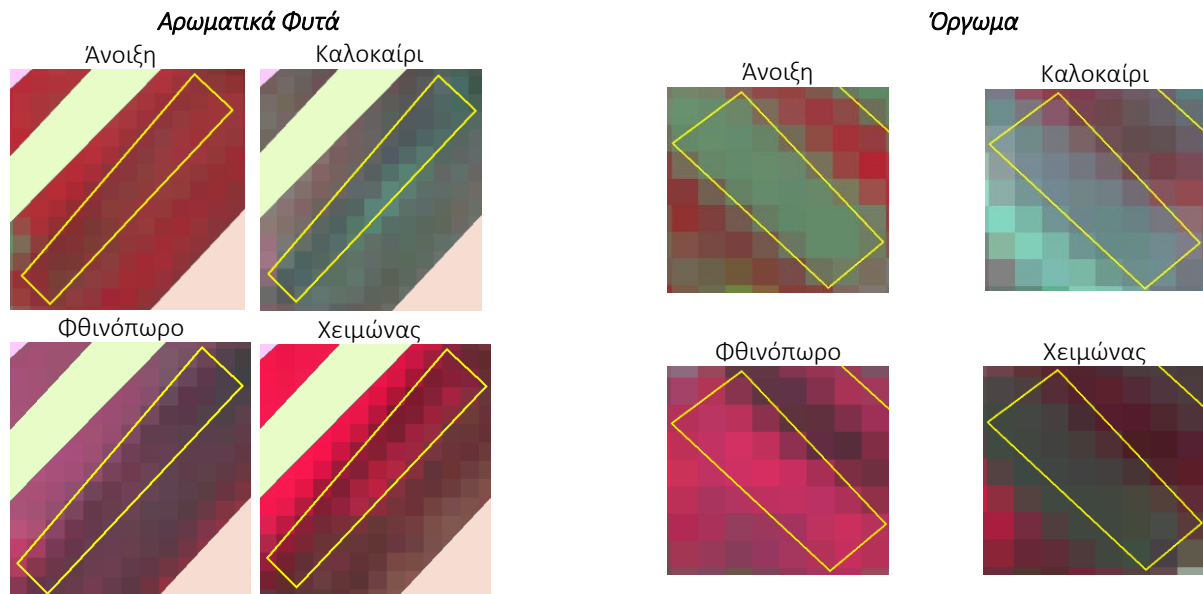 Αρωματικά Φυτά
Άνοιξη
Καλοκαίρι
Φθινόπωρο
Χειμώνας
Όργωμα
Άνοιξη
Καλοκαίρι
Φθινόπωρο
Χειμώνας